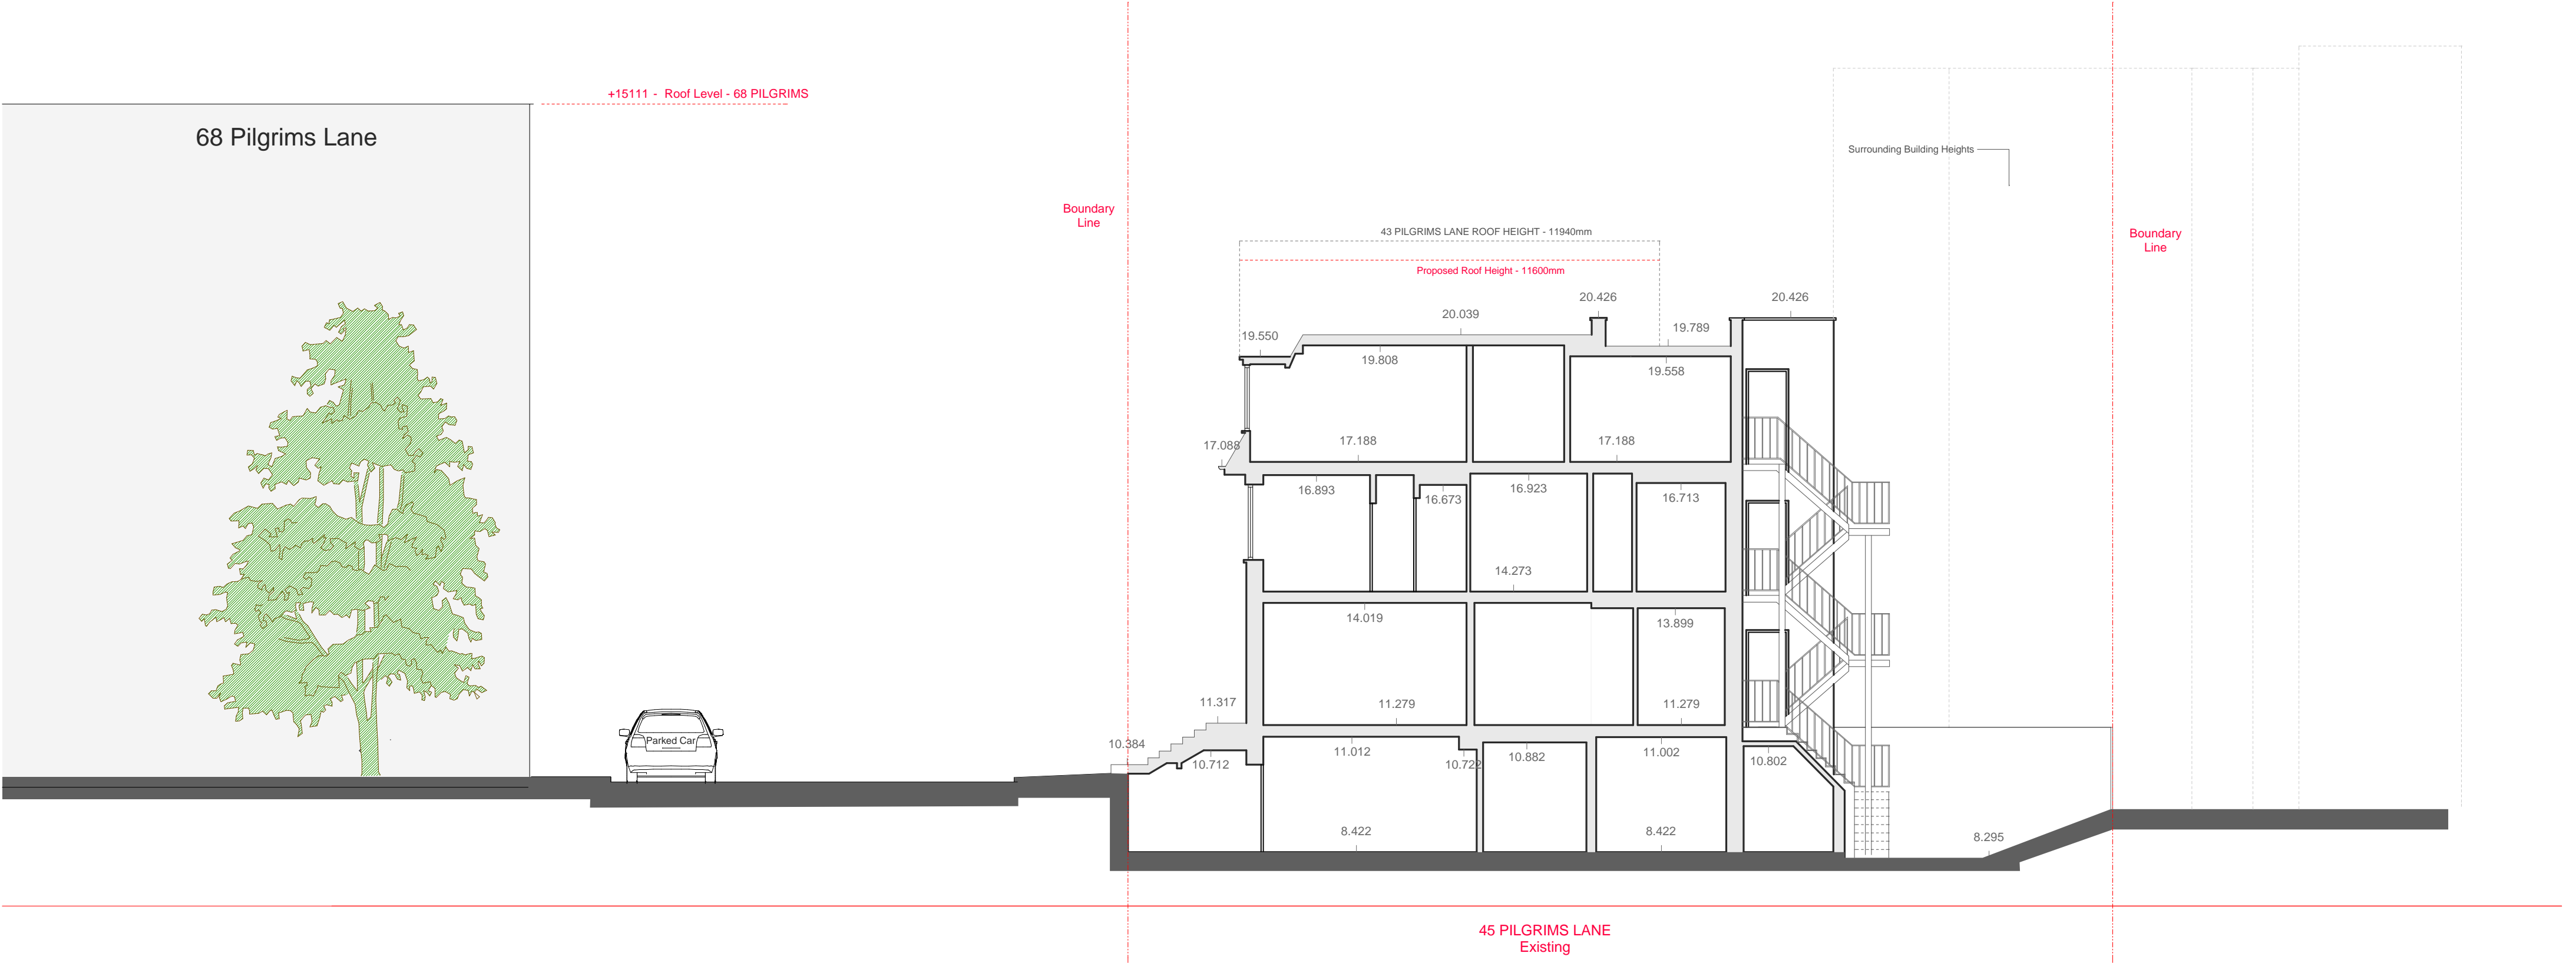 +15111 - Roof Level - 68 PILGRIMS
68 Pilgrims Lane
Surrounding Building Heights
Boundary
Line
43 PILGRIMS LANE ROOF HEIGHT - 11940mm
Boundary
Line
Proposed Roof Height - 11600mm
20.426
20.426
20.039
19.789
19.550
19.808
19.558
17.088
17.188
17.188
16.893
16.673
16.923
16.713
14.273
14.019
13.899
11.317
11.279
11.279
Parked Car
10.384
10.712
11.012
10.722
10.882
11.002
10.802
8.422
8.422
8.295
45 PILGRIMS LANE
Existing